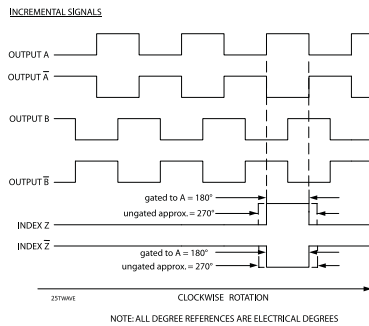 INCREMENTAL SIGNALS
OUTPUT A
OUTPUT A̅
OUTPUT B
OUTPUT B̅
gated to A = 180°
ungated approx. = 270°
INDEX Z
INDEX Z̅
gated to A = 180°
ungated approx. = 270°
25TWAVE
CLOCKWISE ROTATION
NOTE: ALL DEGREE REFERENCES ARE ELECTRICAL DEGREES